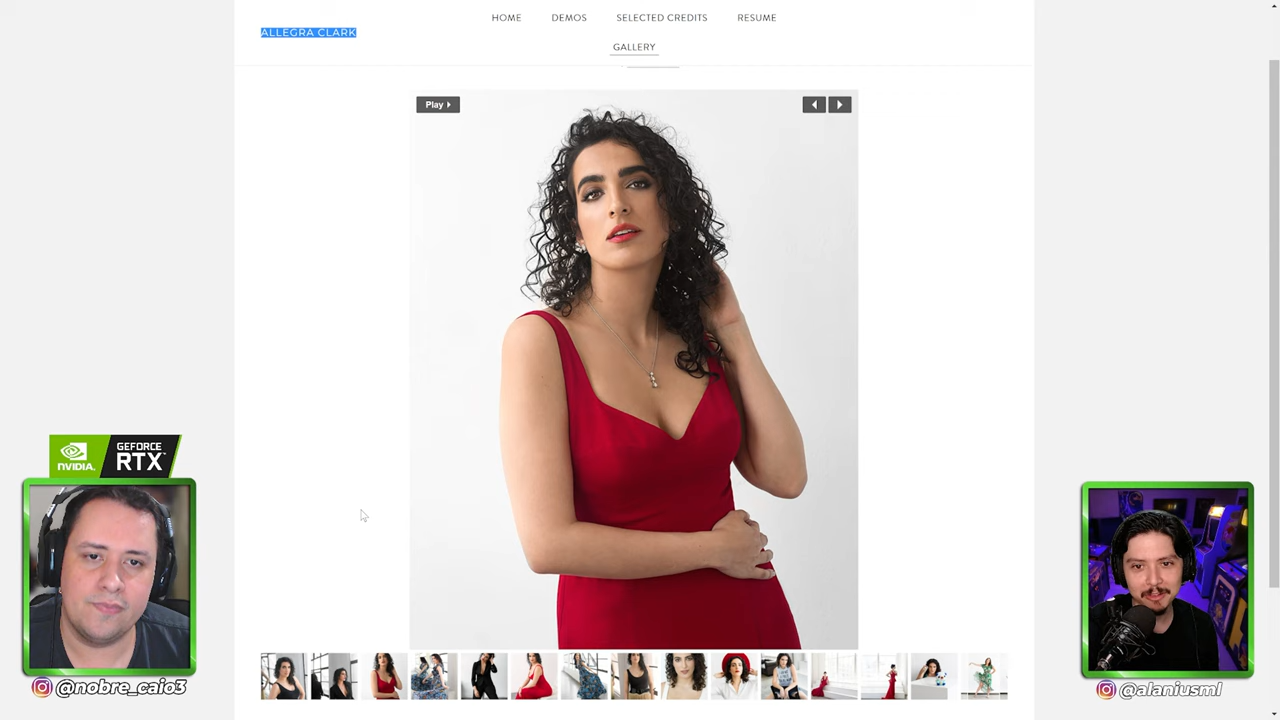 HOME DEMOS SELECTED CREDITS RESUME
ALLEGRA CLARK
GALLERY
Play
NVIDIA. GEFORCE RTX
@nobre_caio3
@alaniusml